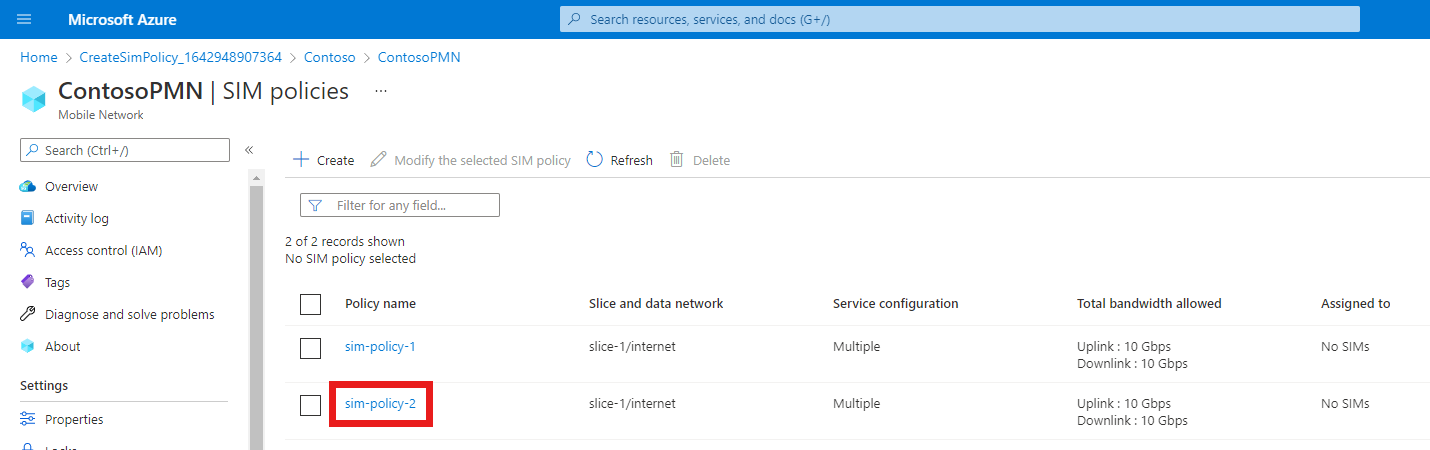 Microsoft Azure
Search resources, services, and docs (G+/)
Home > CreateSimPolicy_1642948907364 > Contoso > ContosoPMN
ContosoPMN | SIM policies ...
Mobile Network
Search (Ctrl+/) «
Overview
Activity log
Access control (IAM)
Tags
Diagnose and solve problems
About
Settings
Properties
Locks
Create Modify the selected SIM policy Refresh Delete
Filter for any field...
2 of 2 records shown
No SIM policy selected
Policy name Slice and data network Service configuration Total bandwidth allowed Assigned to
sim-policy-1 slice-1/internet Multiple Uplink : 10 Gbps No SIMs
Downlink : 10 Gbps
sim-policy-2 slice-1/internet Multiple Uplink : 10 Gbps No SIMs
Downlink : 10 Gbps